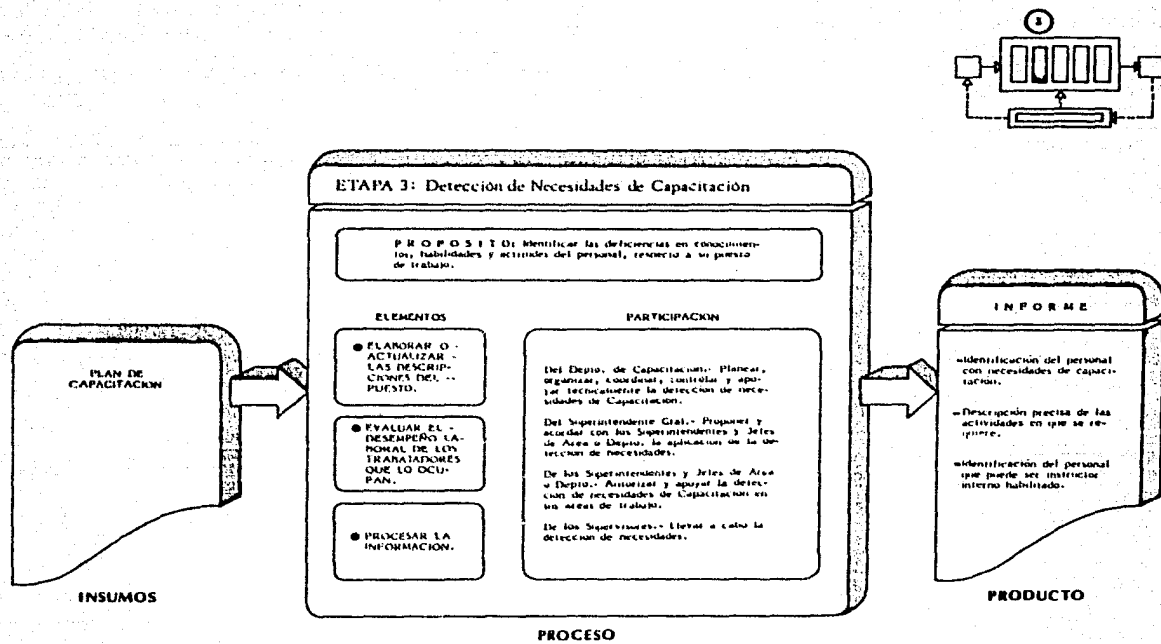 3
ETAPA 3: Detección de Necesidades de Capacitación
P R O P O S I T O: Identificar las deficiencias en conocimien-
tos, habilidades y actitudes del personal, respecto a su puesto
de trabajo.
ELEMENTOS
● ELABORAR O -
ACTUALIZAR -
LAS DESCRIP-
CIONES DEL --
PUESTO.
● EVALUAR EL -
DESEMPEÑO LA-
BORAL DE LOS
TRABATADORES
QUE LO OCU-
PAN.
● PROCESAR LA
INFORMACION.
PARTICIPACION
Del Depto. de Capacitación.- Planear,
organizar, coordinar, controlar y apo-
yar técnicamente la detección de nece-
sidades de Capacitación.
Del Superintendente Gral.- Proponer y
acordar con los Superintendentes y Jefes
de Area o Depto. la aplicación de la de-
tección de necesidades.
De los Superintendentes y Jefes de Area
o Depto.- Autorizar y apoyar la detec-
ción de necesidades de Capacitación en
sus áreas de trabajo.
De los Supervisores.- Llevar a cabo la
detección de necesidades.
PLAN DE
CAPACITACION
INSUMOS
PROCESO
I N F O R M E
-Identificación del personal
con necesidades de capaci-
tación.
-Descripción precisa de las
actividades en que se re-
quiere.
-Identificación del personal
que puede ser instructor
interno habilitado.
PRODUCTO